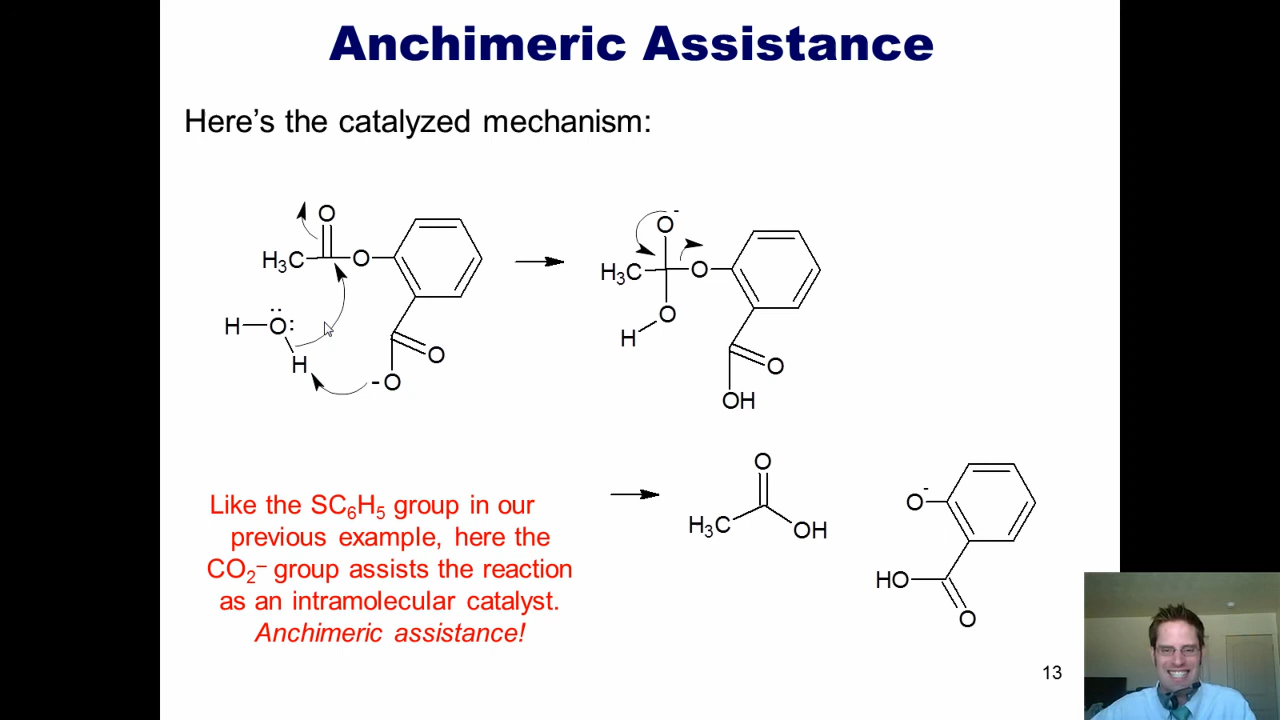 Anchimeric Assistance
Here's the catalyzed mechanism:
O
H₃C
O
H
O
H
O
-O
O-
H₃C
O
O
H
O
OH
Like the SC₆H₅ group in our
previous example, here the
CO₂⁻ group assists the reaction
as an intramolecular catalyst.
Anchimeric assistance!
O
H₃C
OH
O-
HO
O
13